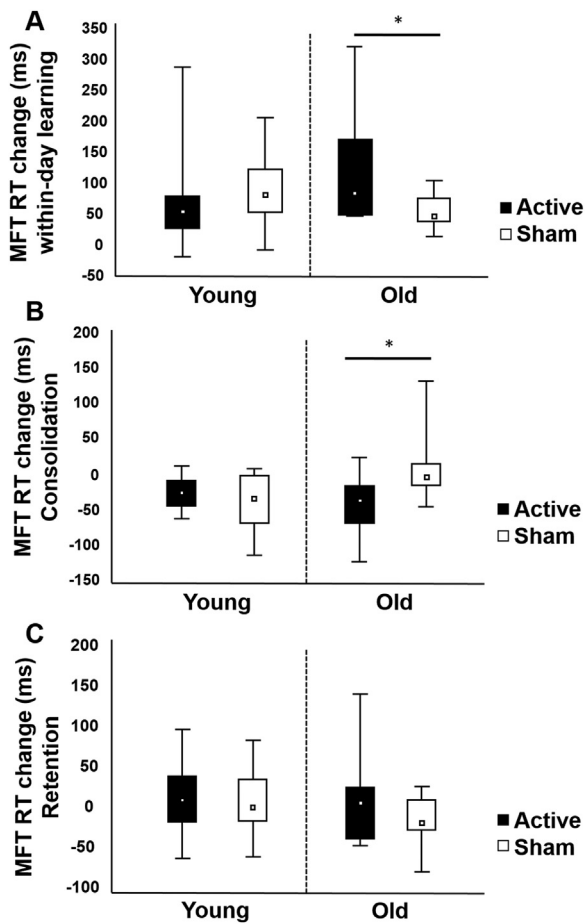 A
MFT RT change (ms)
within-day learning
350
300
250
200
150
100
50
0
-50
*
Active
Sham
Young
Old
B
MFT RT change (ms)
Consolidation
200
150
100
50
0
-50
-100
-150
*
Active
Sham
Young
Old
C
MFT RT change (ms)
Retention
200
150
100
50
0
-50
-100
Active
Sham
Young
Old